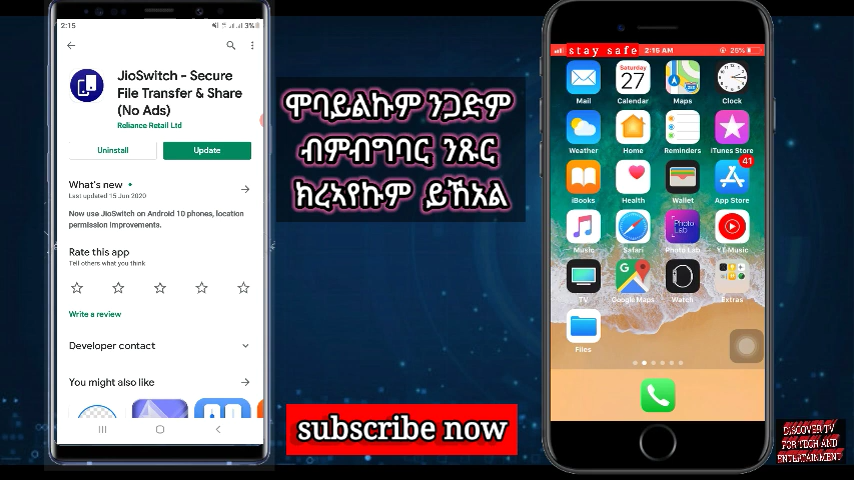 2:15
3%
JioSwitch - Secure
File Transfer & Share
(No Ads)
Reliance Retail Ltd
Uninstall
Update
What's new
Last updated 15 Jun 2020
Now use JioSwitch on Android 10 phones, location
permission improvements.
Rate this app
Tell others what you think
Write a review
Developer contact
You might also like
ሞባይልኩም ንጋድም
ብምብግባር ንጹር
ክረኣየኩም ይኸእል
subscribe now
stay safe 2:15 AM 26%
Saturday
27
Mail Calendar Maps Clock
Weather Home Reminders iTunes Store
41
iBooks Health Wallet App Store
Photo
Lab
Music Safari Photo Lab YT Music
TV Google Maps Watch Extras
Files
DISCOVER TV
FOR TECH AND
ENTERTAINMENT